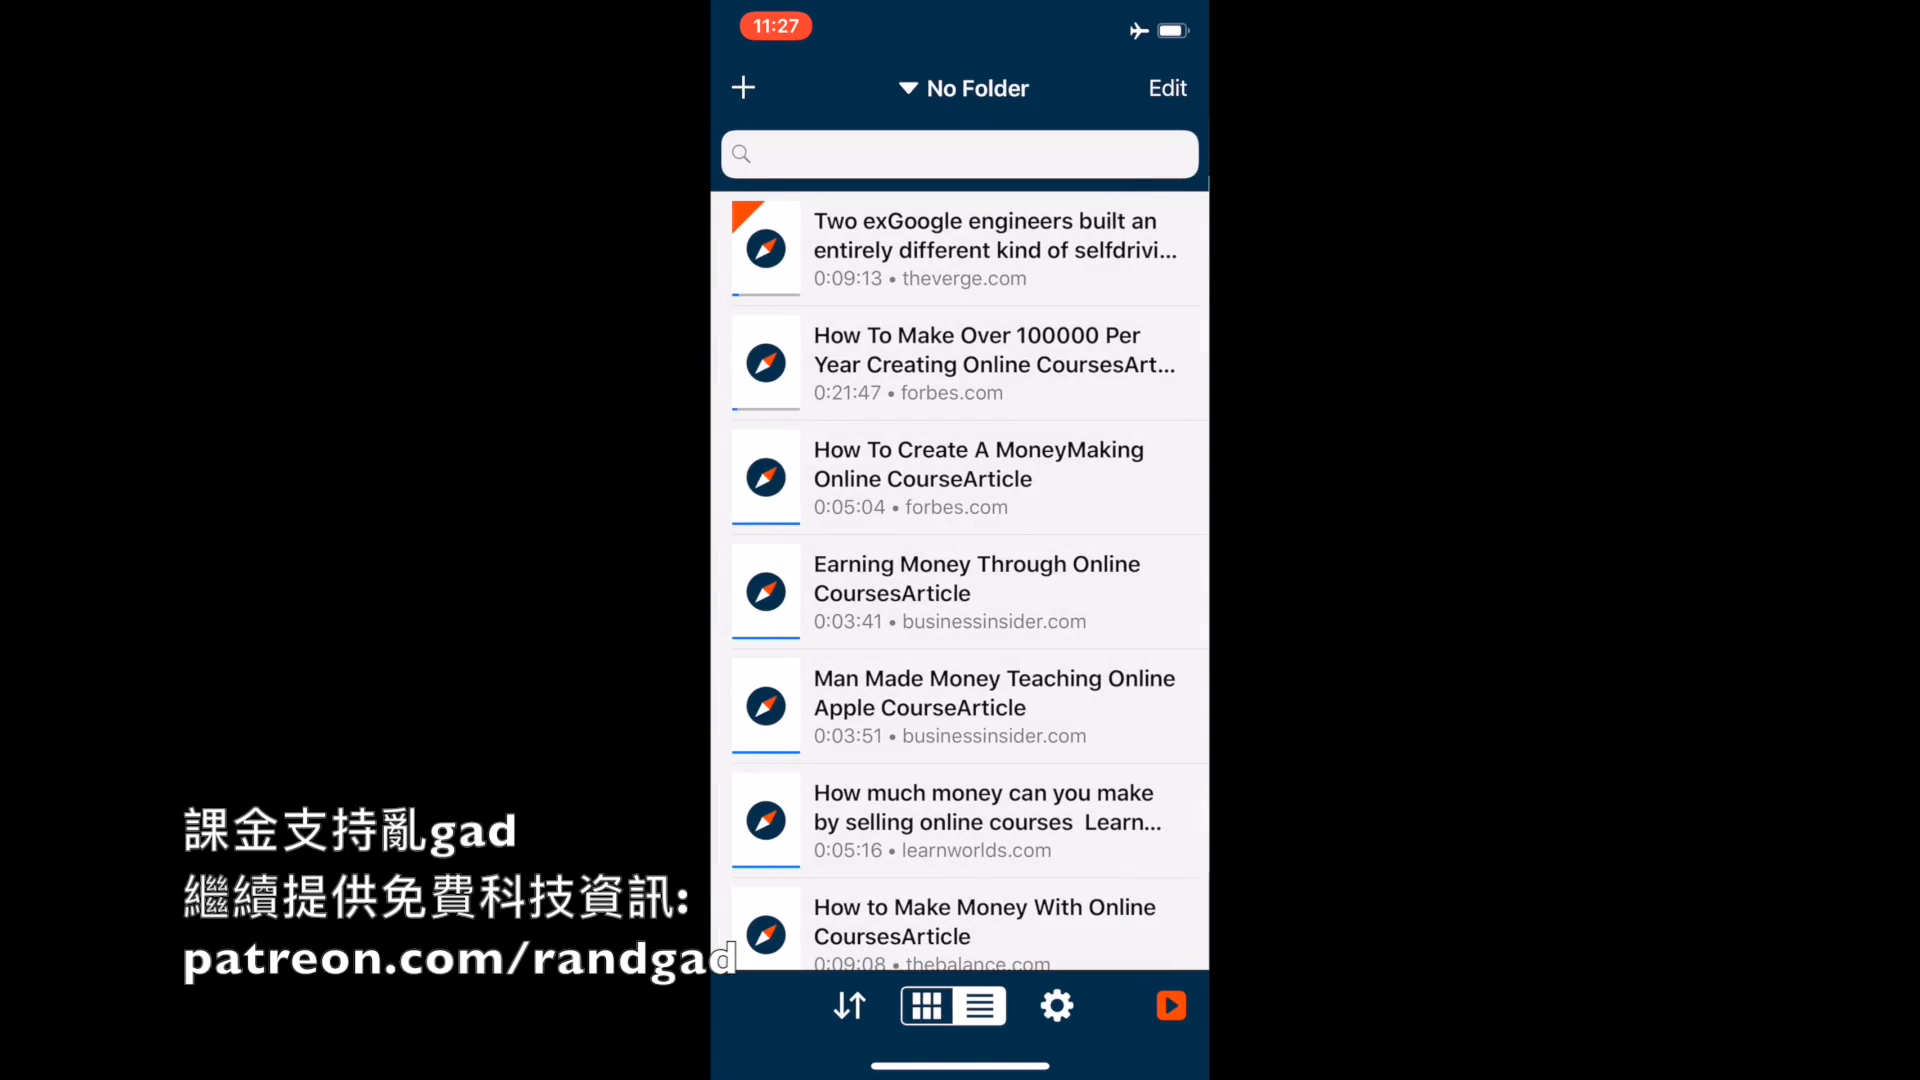 11:27
No Folder
Edit
Two exGoogle engineers built an
entirely different kind of selfdrivi...
0:09:13 • theverge.com
How To Make Over 100000 Per
Year Creating Online CoursesArt...
0:21:47 • forbes.com
How To Create A MoneyMaking
Online CourseArticle
0:05:04 • forbes.com
Earning Money Through Online
CoursesArticle
0:03:41 • businessinsider.com
Man Made Money Teaching Online
Apple CourseArticle
0:03:51 • businessinsider.com
How much money can you make
by selling online courses  Learn...
0:05:16 • learnworlds.com
How to Make Money With Online
CoursesArticle
0:09:08 • thebalance.com
課金支持亂gad
繼續提供免費科技資訊:
patreon.com/randgad